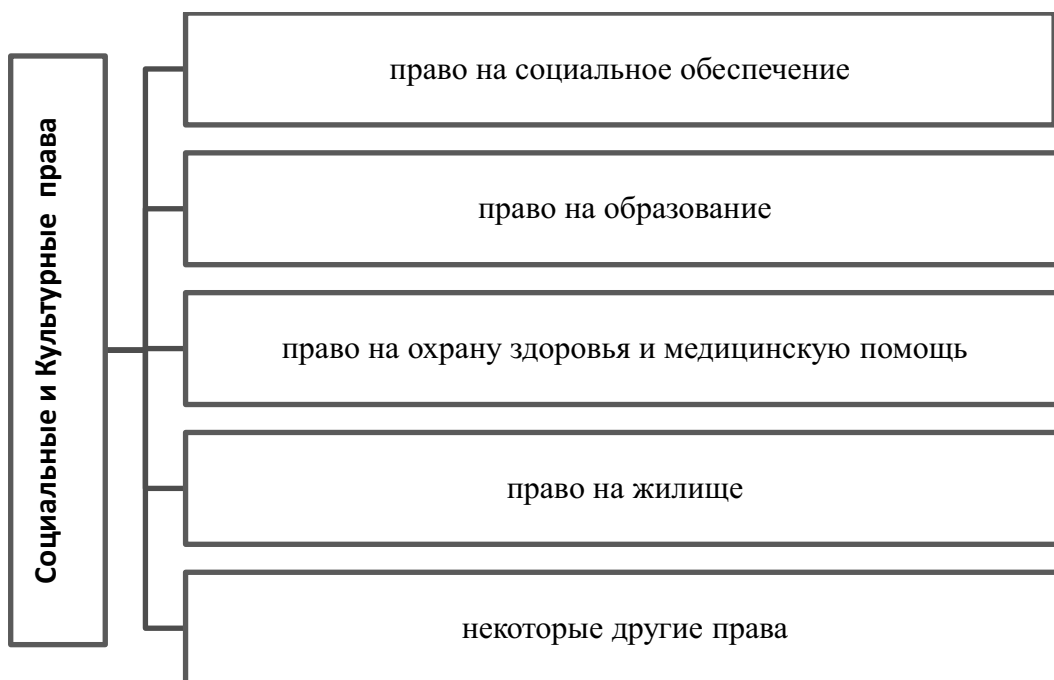 Социальные и Культурные права
право на социальное обеспечение
право на образование
право на охрану здоровья и медицинскую помощь
право на жилище
некоторые другие права